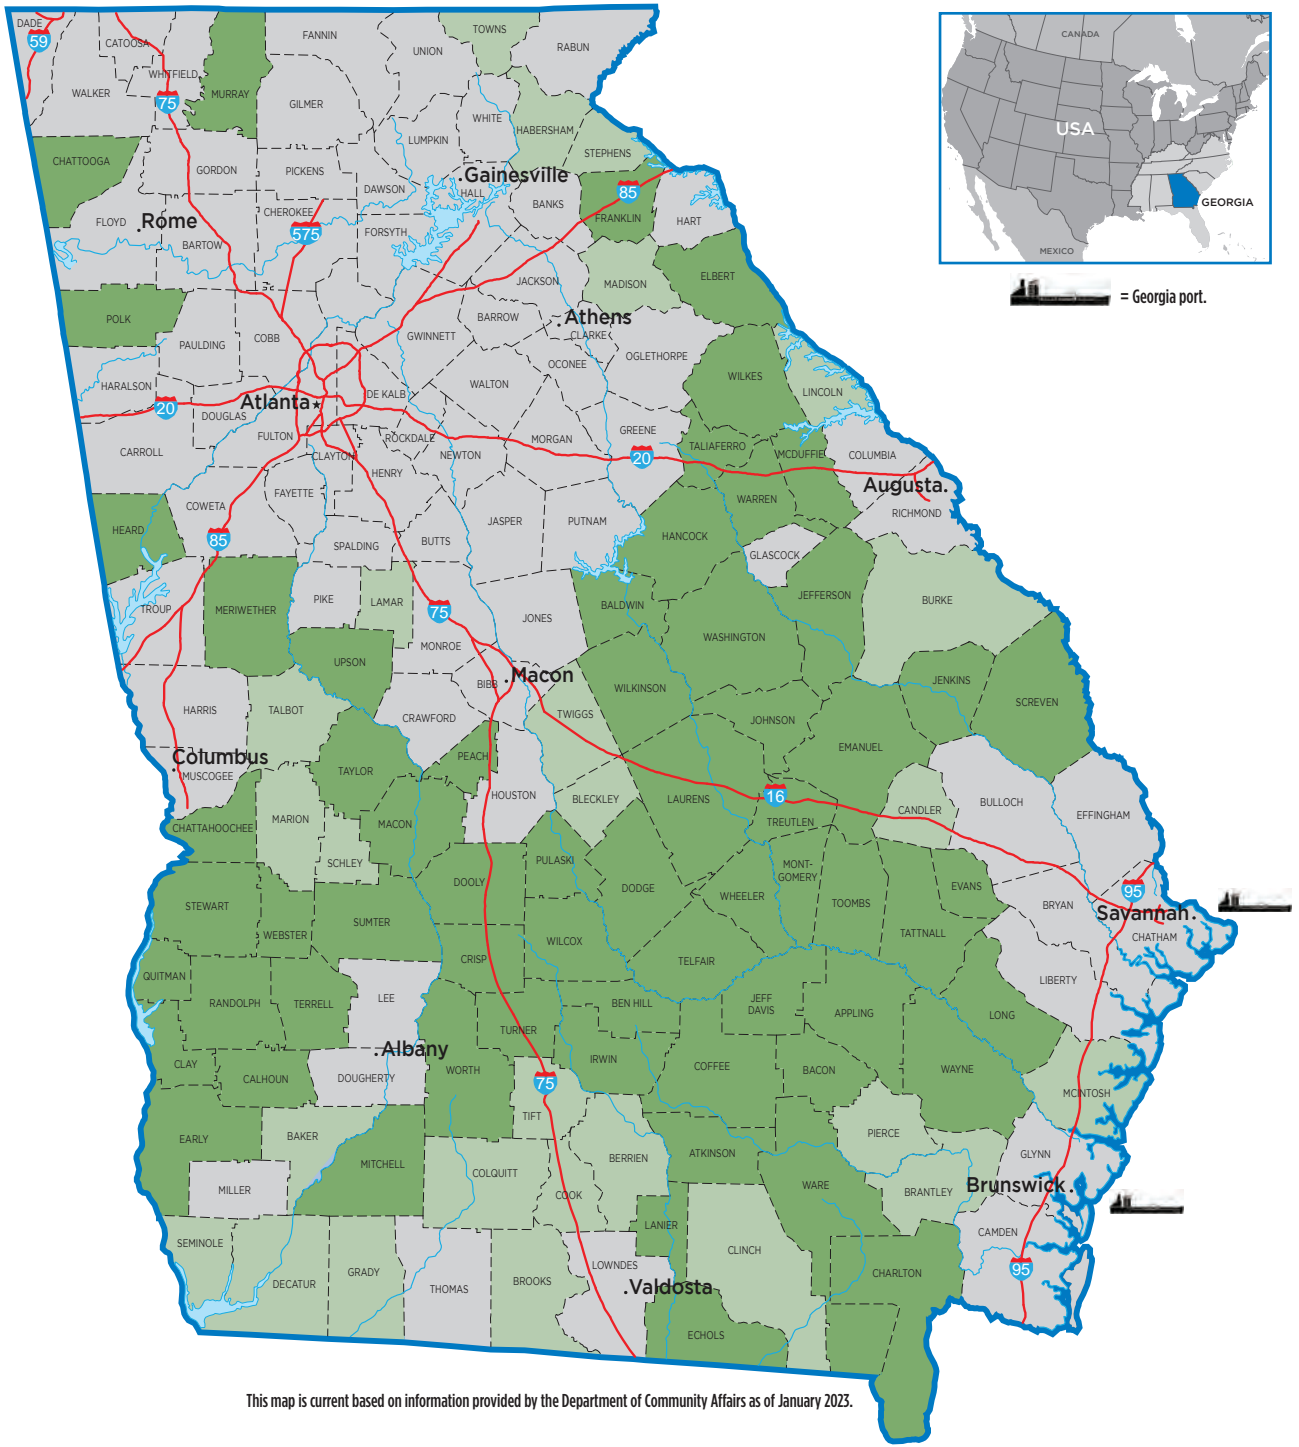 DADE
59
CATOOSA
FANNIN
TOWNS
UNION
RABUN
WHITFIELD
WALKER
75
MURRAY
GILMER
WHITE
HABERSHAM
LUMPKIN
STEPHENS
CHATTOOGA
GORDON
PICKENS
DAWSON
Gainesville
HALL
BANKS
85
FRANKLIN
HART
FLOYD
Rome
CHEROKEE
575
FORSYTH
BARTOW
JACKSON
MADISON
ELBERT
POLK
PAULDING
COBB
GWINNETT
BARROW
Athens
CLARKE
OCONEE
OGLETHORPE
HARALSON
20
DOUGLAS
Atlanta
DE KALB
WALTON
WILKES
LINCOLN
CARROLL
FULTON
CLAYTON
ROCKDALE
NEWTON
HENRY
MORGAN
GREENE
20
TALIAFERRO
MCDUFFIE
COLUMBIA
Augusta
RICHMOND
HEARD
COWETA
FAYETTE
85
SPALDING
BUTTS
JASPER
PUTNAM
HANCOCK
WARREN
GLASCOCK
JEFFERSON
BURKE
TROUP
MERIWETHER
PIKE
LAMAR
75
MONROE
JONES
BALDWIN
WASHINGTON
UPSON
BIBB
Macon
WILKINSON
JENKINS
SCREVEN
HARRIS
TALBOT
CRAWFORD
TWIGGS
JOHNSON
EMANUEL
Columbus
MUSCOGEE
TAYLOR
PEACH
HOUSTON
BLECKLEY
LAURENS
16
TREUTLEN
CANDLER
BULLOCH
EFFINGHAM
CHATTAHOOCHEE
MARION
MACON
SCHLEY
DOOLY
PULASKI
DODGE
WHEELER
MONT-
GOMERY
TOOMBS
EVANS
BRYAN
95
Savannah
CHATHAM
STEWART
WEBSTER
SUMTER
CRISP
WILCOX
TELFAIR
TATTNALL
LIBERTY
QUITMAN
RANDOLPH
TERRELL
LEE
TURNER
BEN HILL
JEFF
DAVIS
APPLING
LONG
CLAY
CALHOUN
Albany
DOUGHERTY
WORTH
75
IRWIN
COFFEE
BACON
WAYNE
MCINTOSH
EARLY
BAKER
MITCHELL
TIFT
BERRIEN
ATKINSON
PIERCE
GLYNN
MILLER
COLQUITT
COOK
LANIER
WARE
BRANTLEY
Brunswick
SEMINOLE
DECATUR
GRADY
THOMAS
BROOKS
LOWNDES
Valdosta
CLINCH
CHARLTON
CAMDEN
95
ECHOLS
CANADA
USA
GEORGIA
MEXICO
= Georgia port.
This map is current based on information provided by the Department of Community Affairs as of January 2023.